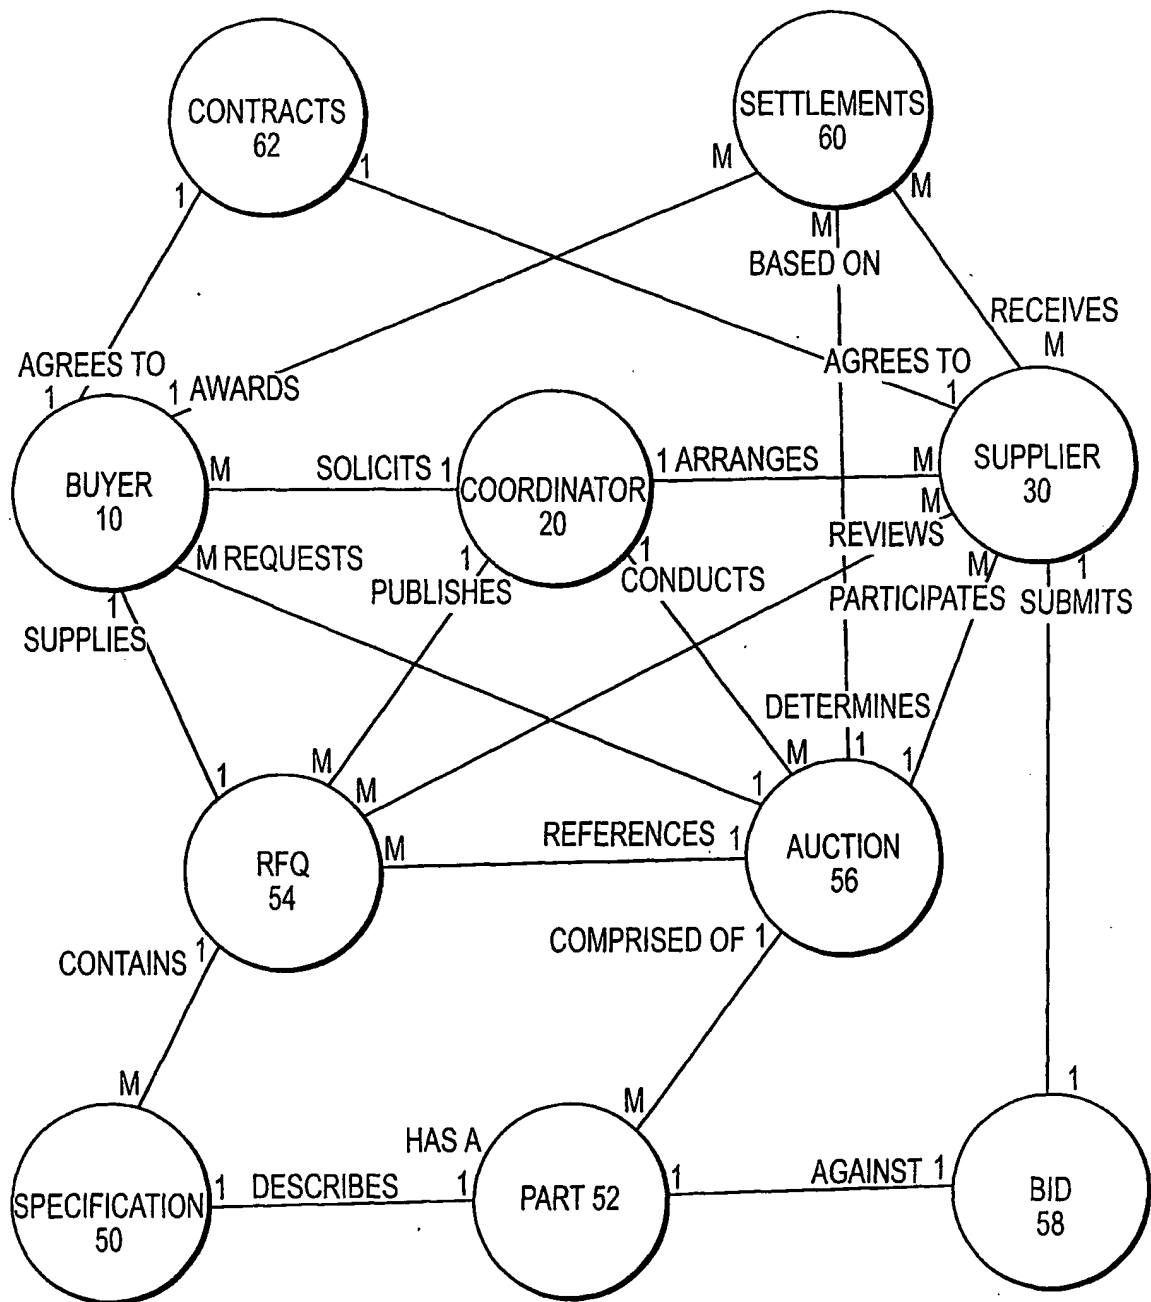 CONTRACTS
62
SETTLEMENTS
60
1
1
M
M
M
BASED ON
RECEIVES
M
AGREES TO
1
1 AWARDS
AGREES TO
1
BUYER
10
M
SOLICITS 1
COORDINATOR
20
1 ARRANGES
M
SUPPLIER
30
M
REVIEWS
M REQUESTS
1
PUBLISHES
1
CONDUCTS
M
PARTICIPATES
1
SUBMITS
1
SUPPLIES
DETERMINES
1
M
M
1
M
1
1
RFQ
54
M
REFERENCES 1
AUCTION
56
CONTAINS 1
COMPRISED OF 1
M
M
1
HAS A
SPECIFICATION
50
1 DESCRIBES
1
PART 52
1
AGAINST 1
BID
58